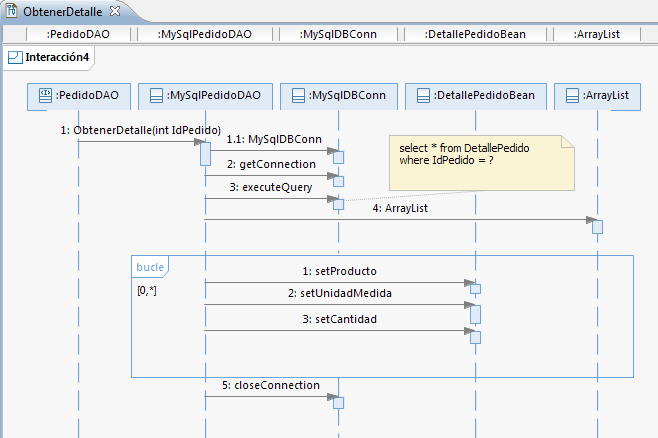 ObtenerDetalle
:PedidoDAO :MySqlPedidoDAO :MySqlDBConn :DetallePedidoBean :ArrayList
Interacción4
:PedidoDAO :MySqlPedidoDAO :MySqlDBConn :DetallePedidoBean :ArrayList
1: ObtenerDetalle(int IdPedido)
1.1: MySqlDBConn
select * from DetallePedido
where IdPedido = ?
2: getConnection
3: executeQuery
4: ArrayList
bucle
[0,*]
1: setProducto
2: setUnidadMedida
3: setCantidad
5: closeConnection